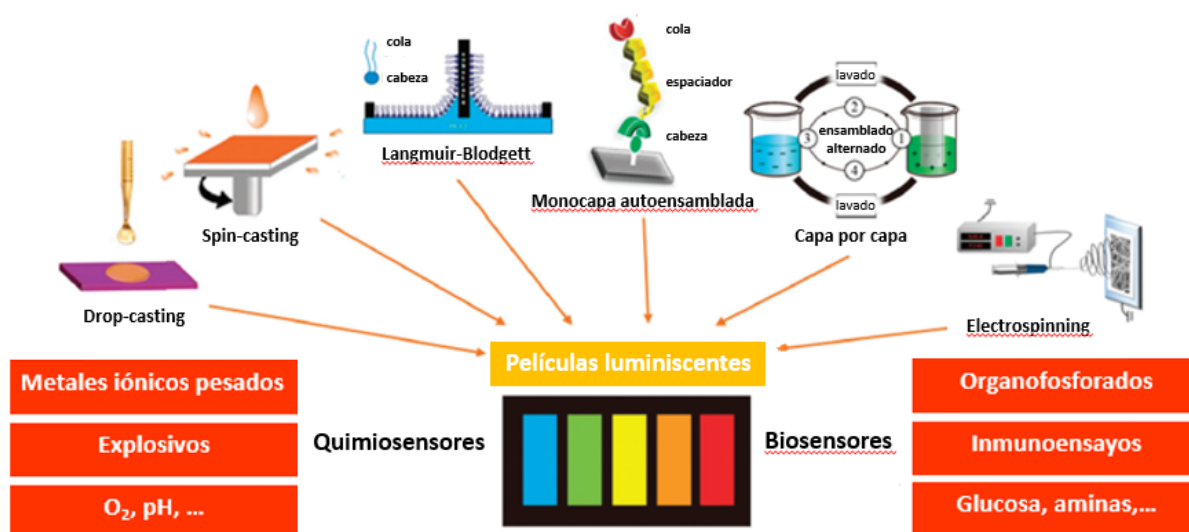 cola
cabeza
Langmuir-Blodgett
cola
espaciador
cabeza
Monocapa autoensamblada
lavado
2
3
ensamblado
alternado
1
4
lavado
Capa por capa
Spin-casting
Drop-casting
Electrospinning
Películas luminiscentes
Metales iónicos pesados
Explosivos
O₂, pH, ...
Quimiosensores
Biosensores
Organofosforados
Inmunoensayos
Glucosa, aminas,...